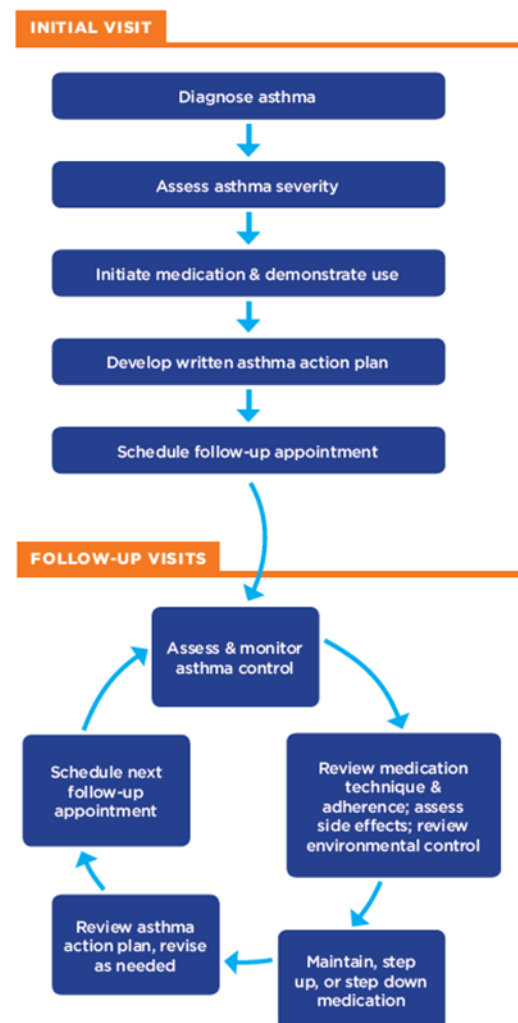 INITIAL VISIT
Diagnose asthma
Assess asthma severity
Initiate medication & demonstrate use
Develop written asthma action plan
Schedule follow-up appointment
FOLLOW-UP VISITS
Assess & monitor
asthma control
Review medication
technique &
adherence; assess
side effects; review
environmental control
Maintain, step
up, or step down
medication
Review asthma
action plan, revise
as needed
Schedule next
follow-up
appointment